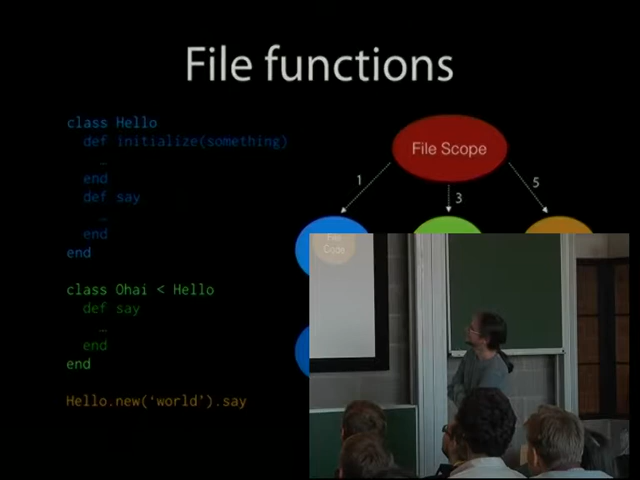 File functions
class Hello
def initialize(something)
…
end
def say
…
end
end
class Ohai < Hello
def say
…
end
end
Hello.new(‘world’).say
File Scope
1
3
5
Code